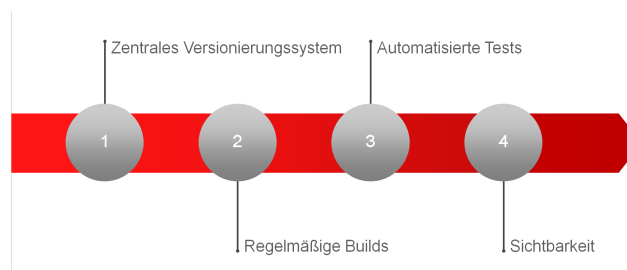 Zentrales Versionierungssystem
Automatisierte Tests
1
2
3
4
Regelmäßige Builds
Sichtbarkeit